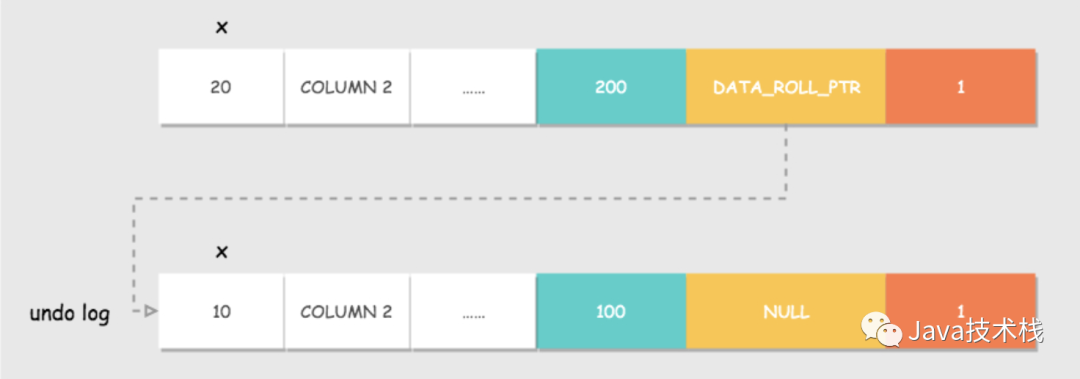 x
20 COLUMN 2 …… 200 DATA_ROLL_PTR 1
x
undo log 10 COLUMN 2 …… 100 NULL 1
Java技术栈